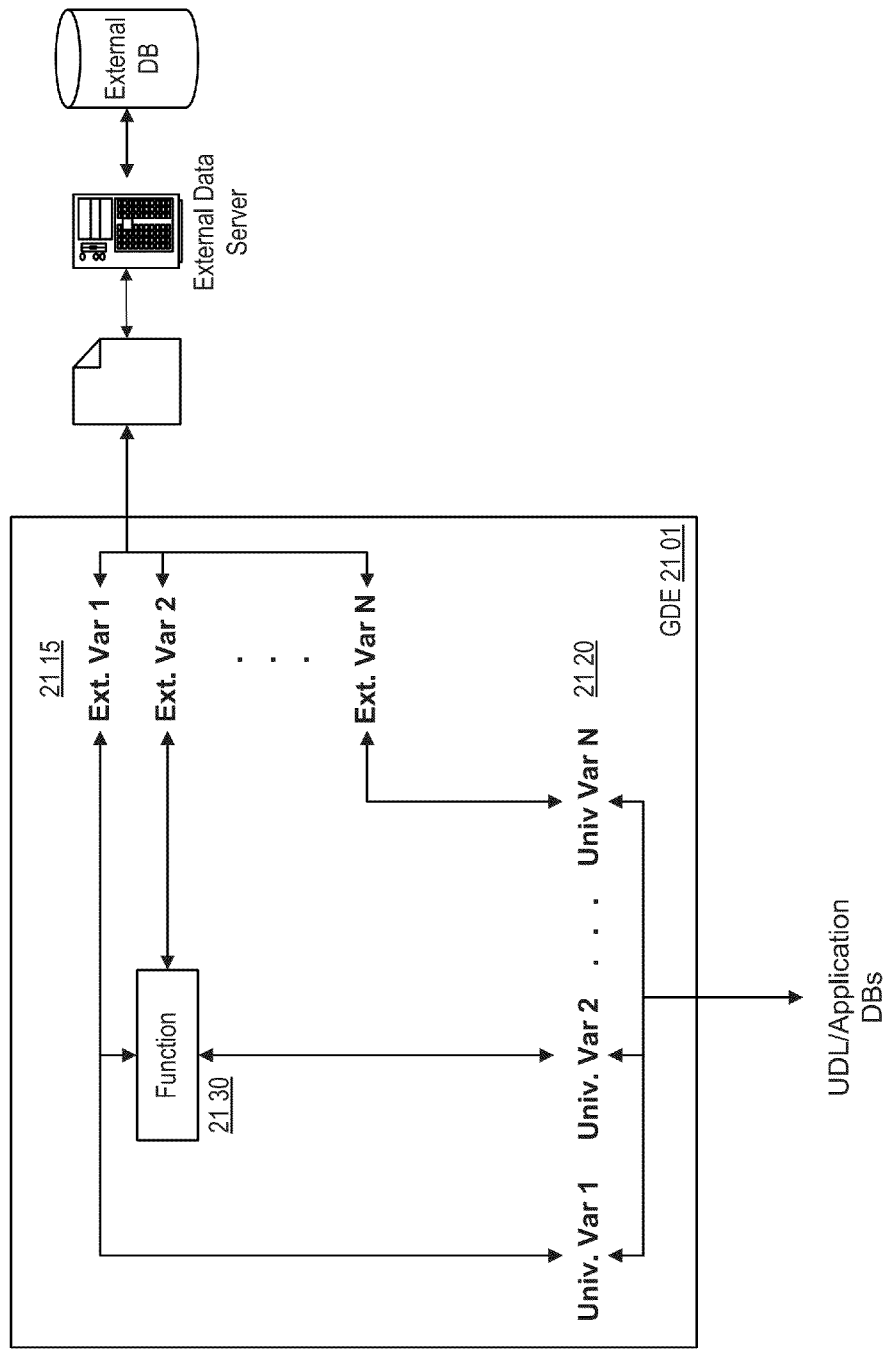 External
DB
External Data
Server
21 15
Ext. Var 1
Ext. Var 2
. . .
Ext. Var N
Function
21 30
Univ. Var 1
Univ. Var 2
. . .
Univ Var N
21 20
GDE 21 01
UDL/Application
DBs